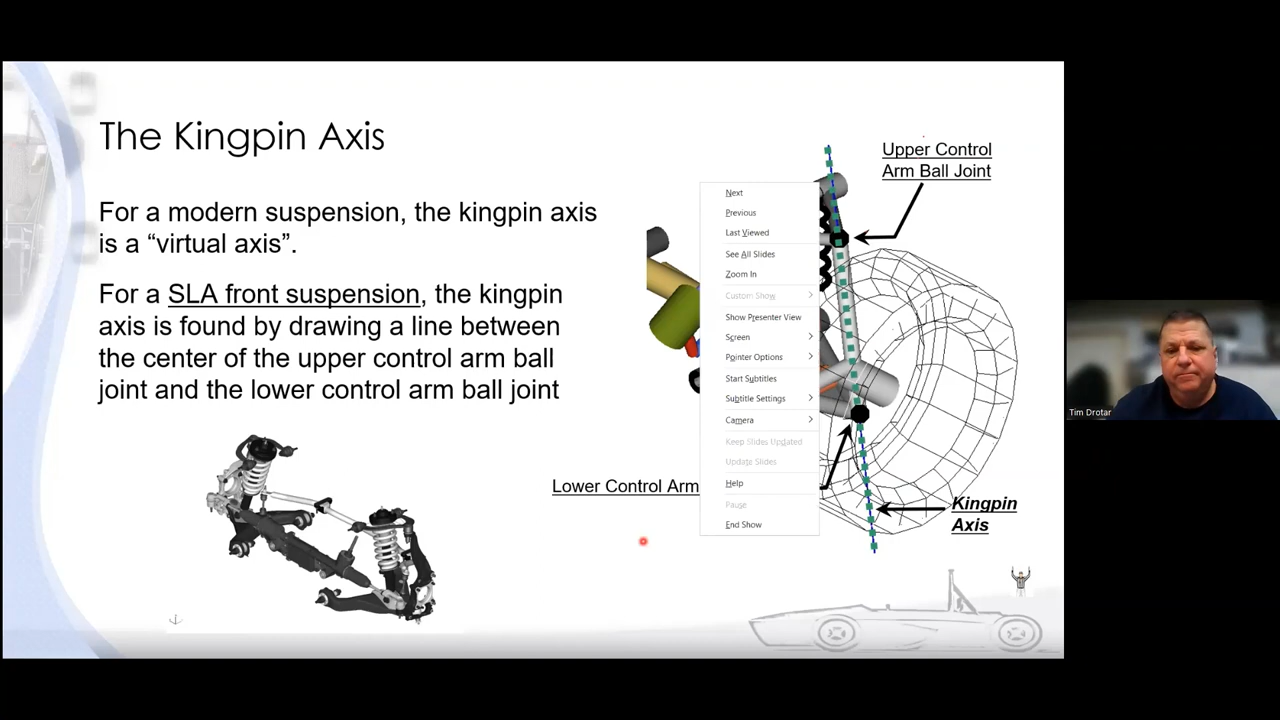 The Kingpin Axis
For a modern suspension, the kingpin axis
is a “virtual axis”.
For a SLA front suspension, the kingpin
axis is found by drawing a line between
the center of the upper control arm ball
joint and the lower control arm ball joint
Upper Control
Arm Ball Joint
Next
Previous
Last Viewed
See All Slides
Zoom In
Custom Show
Show Presenter View
Screen
Pointer Options
Start Subtitles
Subtitle Settings
Camera
Keep Slides Updated
Update Slides
Help
Pause
End Show
Lower Control Arm
Kingpin
Axis
Tim Drotar